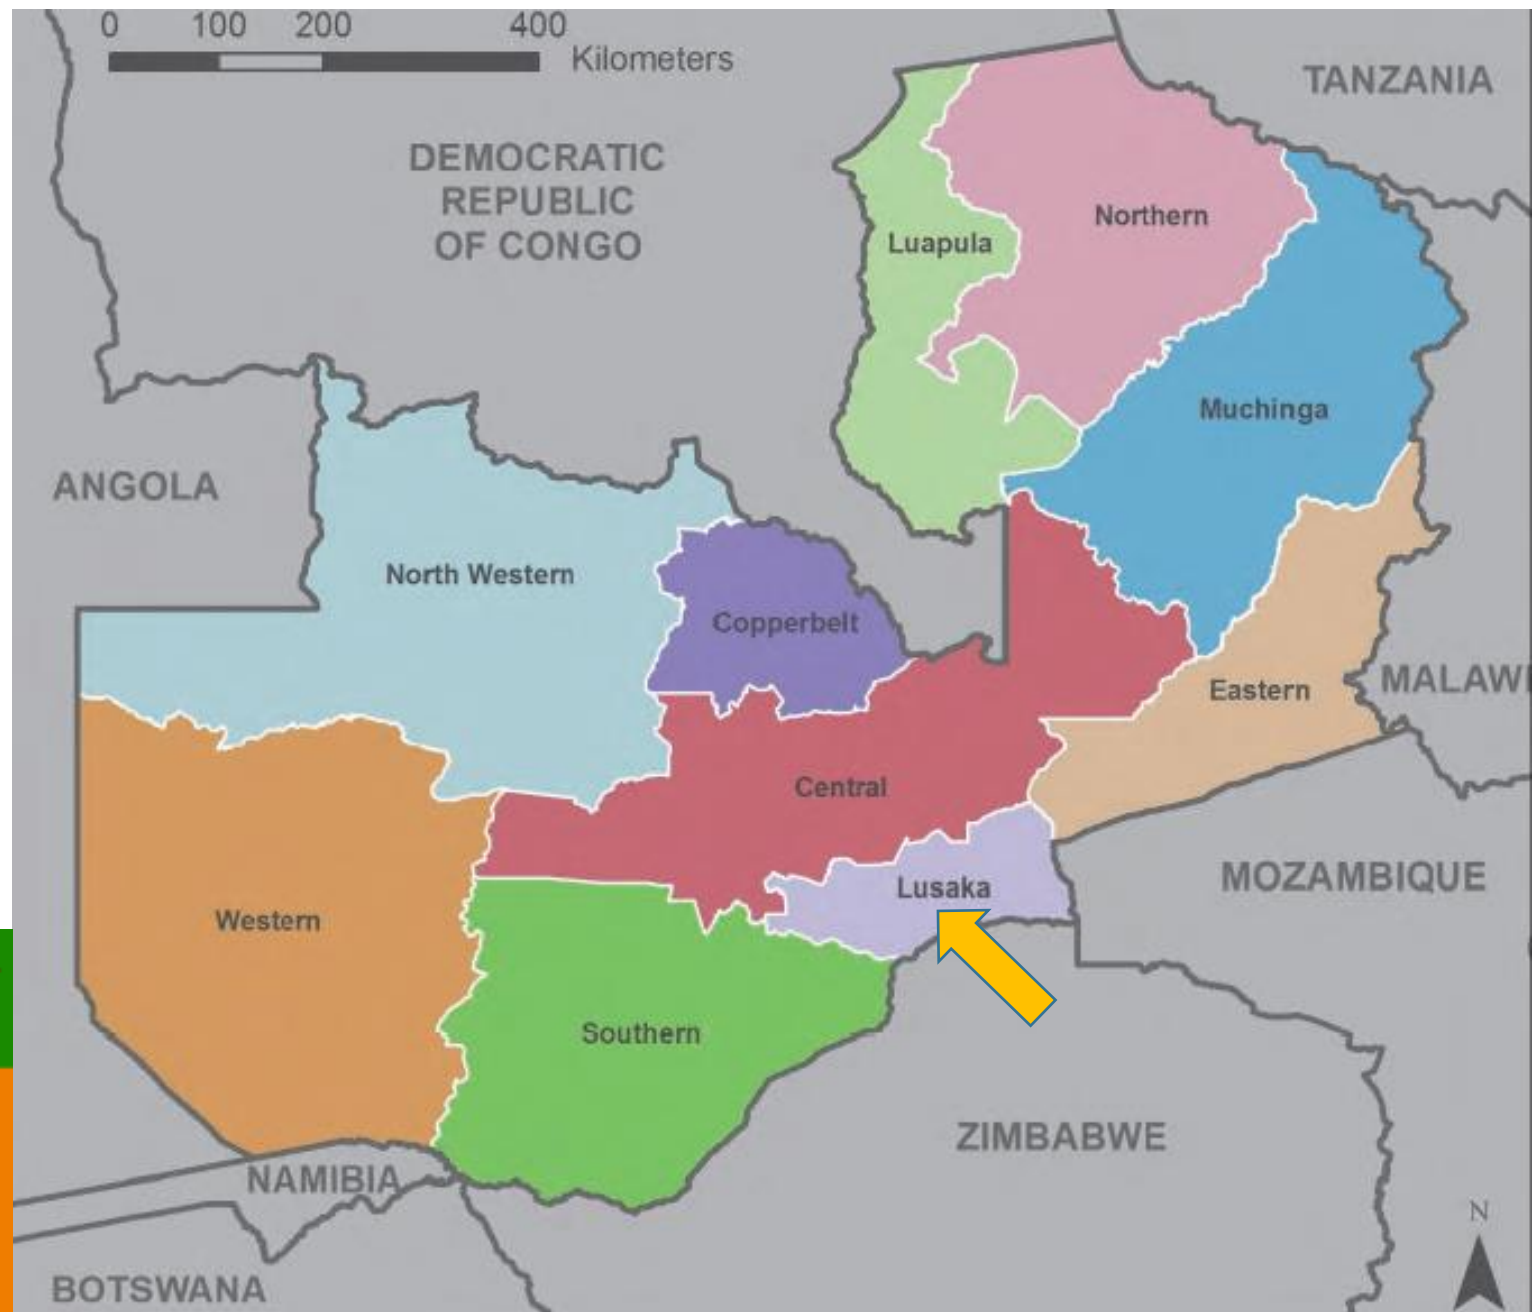 0 100 200 400
Kilometers
TANZANIA
DEMOCRATIC
REPUBLIC
OF CONGO
Northern
Luapula
Muchinga
ANGOLA
North Western
Copperbelt
Eastern
MALAWI
Central
Lusaka
MOZAMBIQUE
Western
Southern
ZIMBABWE
NAMIBIA
N
BOTSWANA